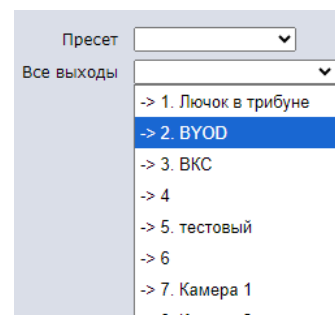 Пресет
Все выходы
-> 1. Лючок в трибуне
-> 2. BYOD
-> 3. ВКС
-> 4
-> 5. тестовый
-> 6
-> 7. Камера 1